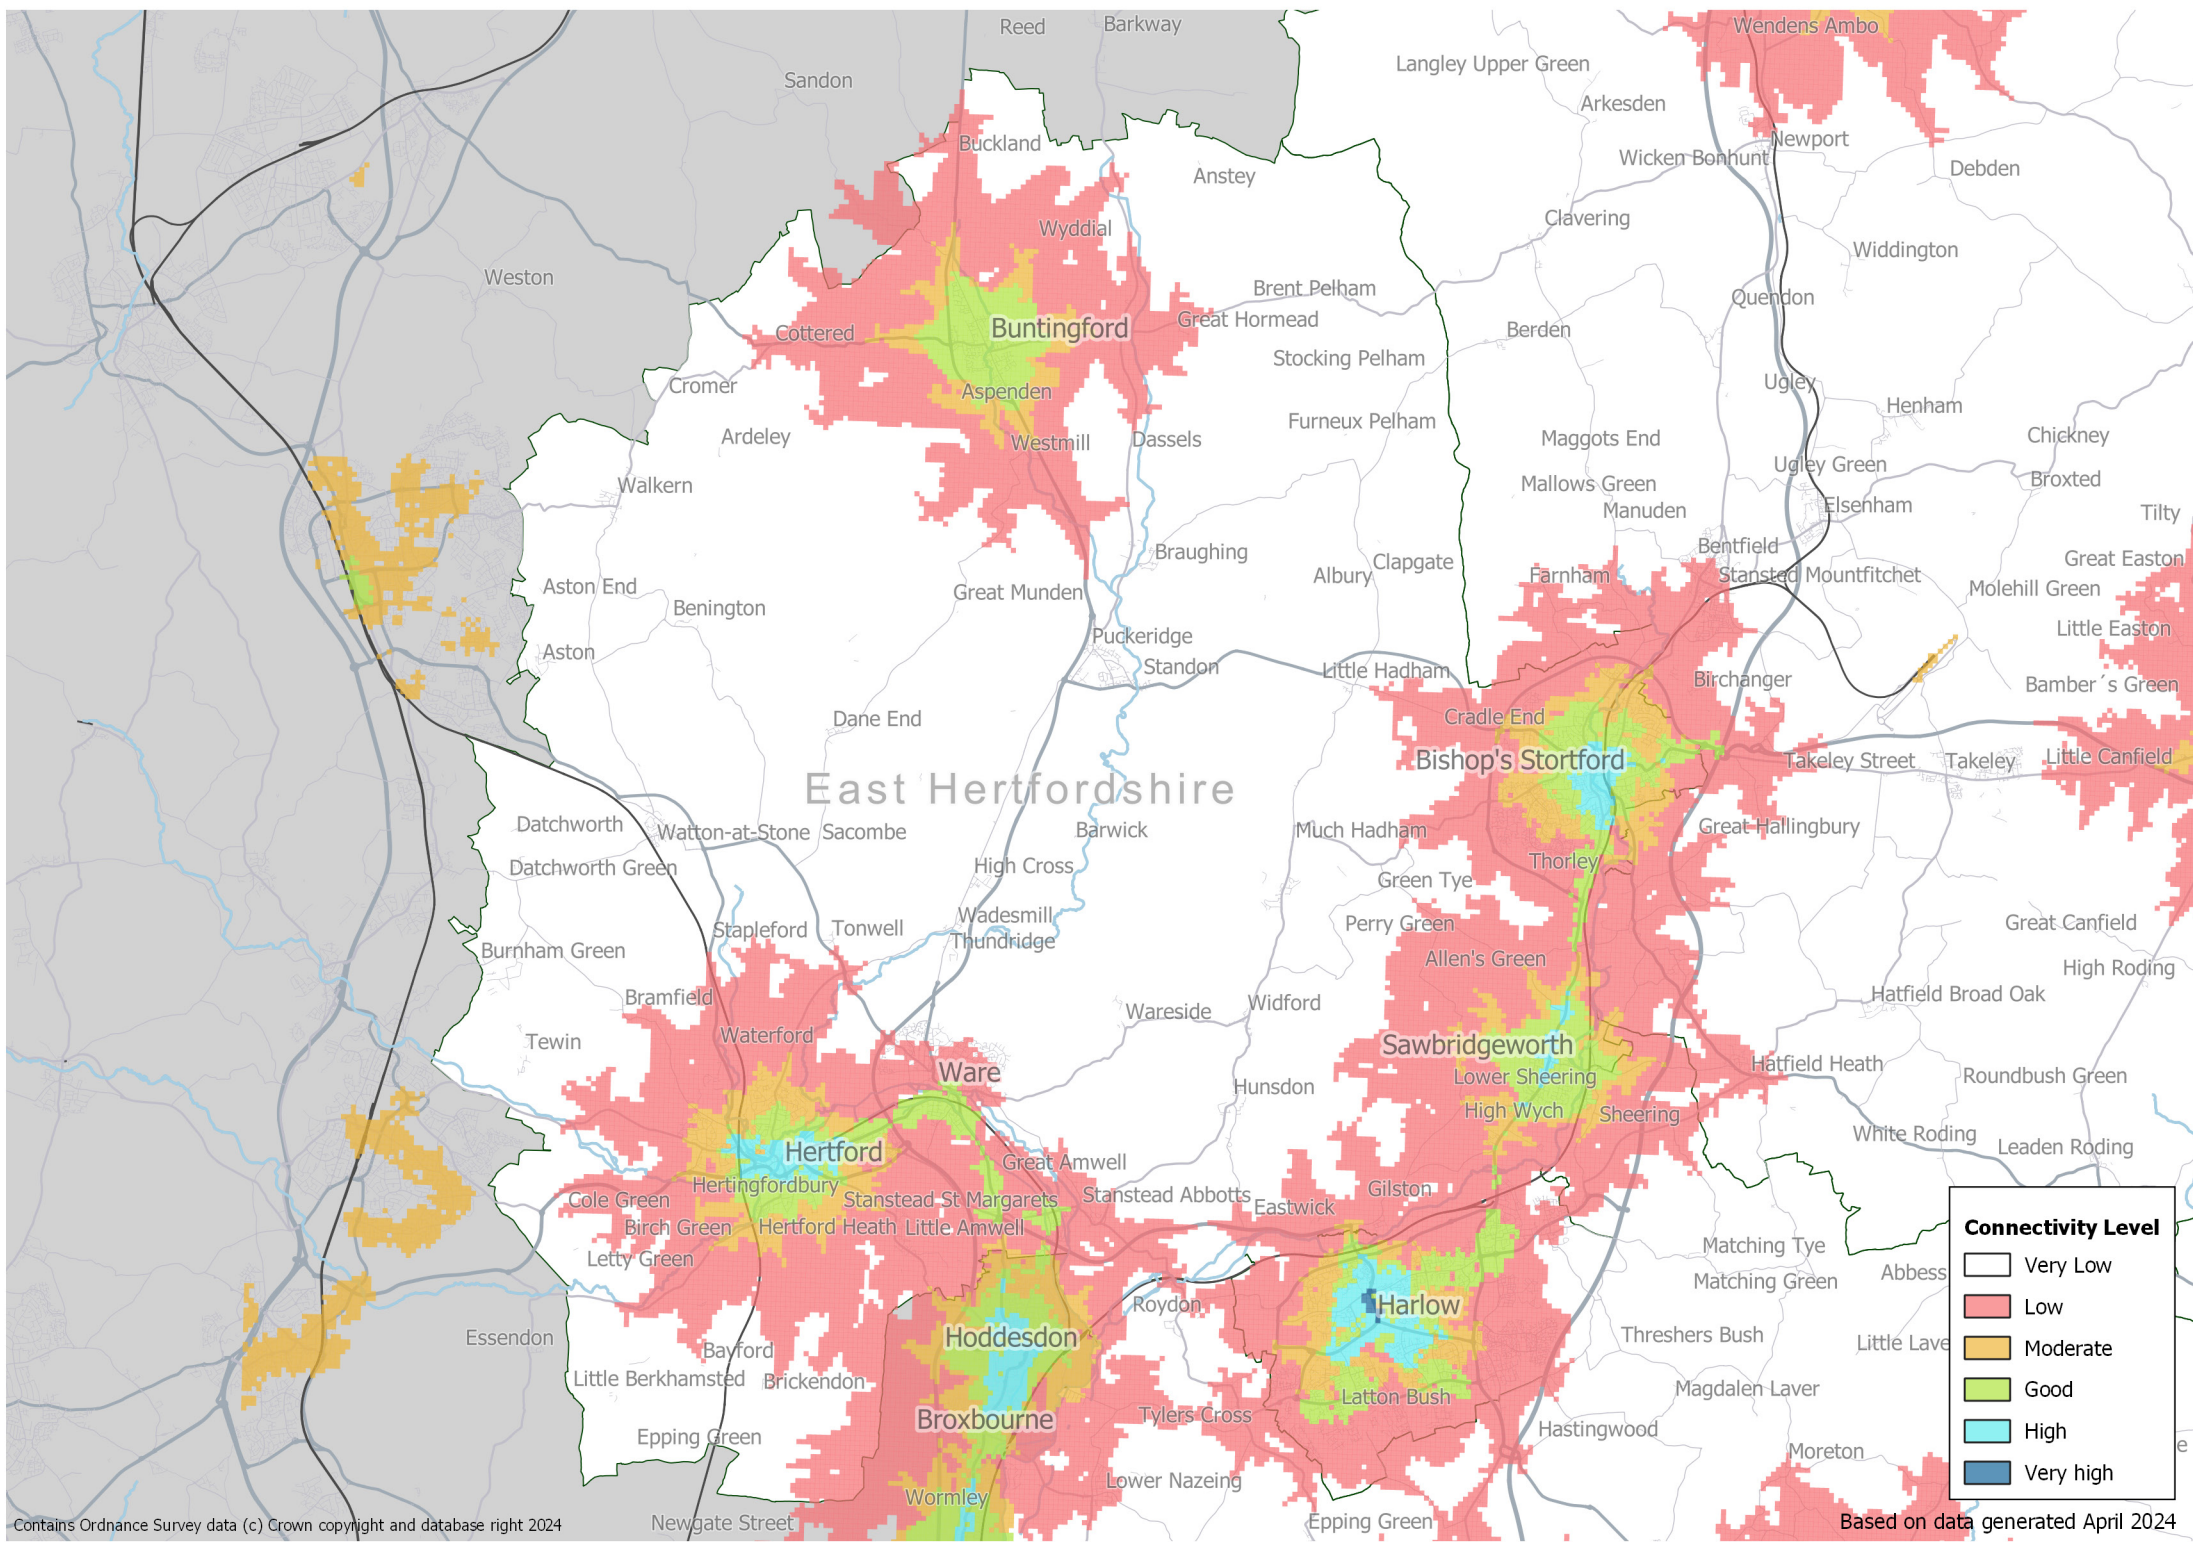 Reed
Barkway
Wendens Ambo
Langley Upper Green
Sandon
Arkesden
Buckland
Newport
Wicken Bonhunt
Debden
Anstey
Clavering
Wyddial
Widdington
Weston
Brent Pelham
Quendon
Great Hormead
Buntingford
Berden
Cottered
Stocking Pelham
Cromer
Aspenden
Ugley
Henham
Furneux Pelham
Ardeley
Westmill
Dassels
Maggots End
Chickney
Ugley Green
Walkern
Mallows Green
Broxted
Elsenham
Manuden
Tilty
Braughing
Bentfield
Great Easton
Clapgate
Albury
Farnham
Stansted Mountfitchet
Aston End
Great Munden
Molehill Green
Benington
Little Easton
Puckeridge
Aston
Standon
Little Hadham
Birchanger
Bamber´s Green
Dane End
Cradle End
Bishop's Stortford
Takeley Street
Takeley
Little Canfield
East Hertfordshire
Datchworth
Watton-at-Stone
Sacombe
Barwick
Much Hadham
Great Hallingbury
Datchworth Green
High Cross
Thorley
Green Tye
Wadesmill
Perry Green
Great Canfield
Stapleford
Tonwell
Thundridge
Burnham Green
Allen's Green
High Roding
Bramfield
Hatfield Broad Oak
Widford
Wareside
Waterford
Tewin
Sawbridgeworth
Hatfield Heath
Ware
Lower Sheering
Roundbush Green
Hunsdon
High Wych
Sheering
White Roding
Hertford
Leaden Roding
Great Amwell
Hertingfordbury
Gilston
Stanstead Abbotts
Cole Green
Stanstead St Margarets
Eastwick
Birch Green
Hertford Heath
Little Amwell
Letty Green
Matching Tye
Matching Green
Abbess
Roydon
Harlow
Hoddesdon
Essendon
Threshers Bush
Little Lave
Bayford
Little Berkhamsted
Brickendon
Magdalen Laver
Latton Bush
Broxbourne
Tylers Cross
Hastingwood
Epping Green
Moreton
e
Lower Nazeing
Wormley
Newgate Street
Epping Green
Connectivity Level
Very Low
Low
Moderate
Good
High
Very high
Contains Ordnance Survey data (c) Crown copyright and database right 2024
Based on data generated April 2024